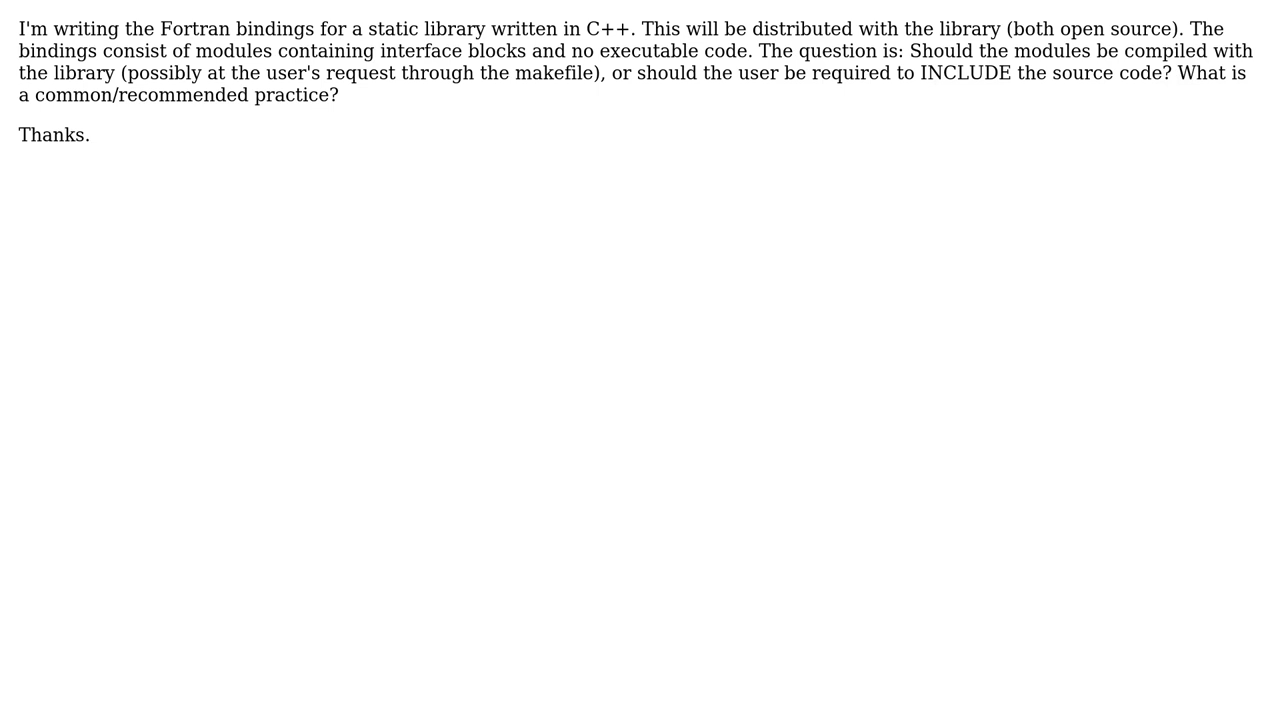 I'm writing the Fortran bindings for a static library written in C++. This will be distributed with the library (both open source). The
bindings consist of modules containing interface blocks and no executable code. The question is: Should the modules be compiled with
the library (possibly at the user's request through the makefile), or should the user be required to INCLUDE the source code? What is
a common/recommended practice?
Thanks.